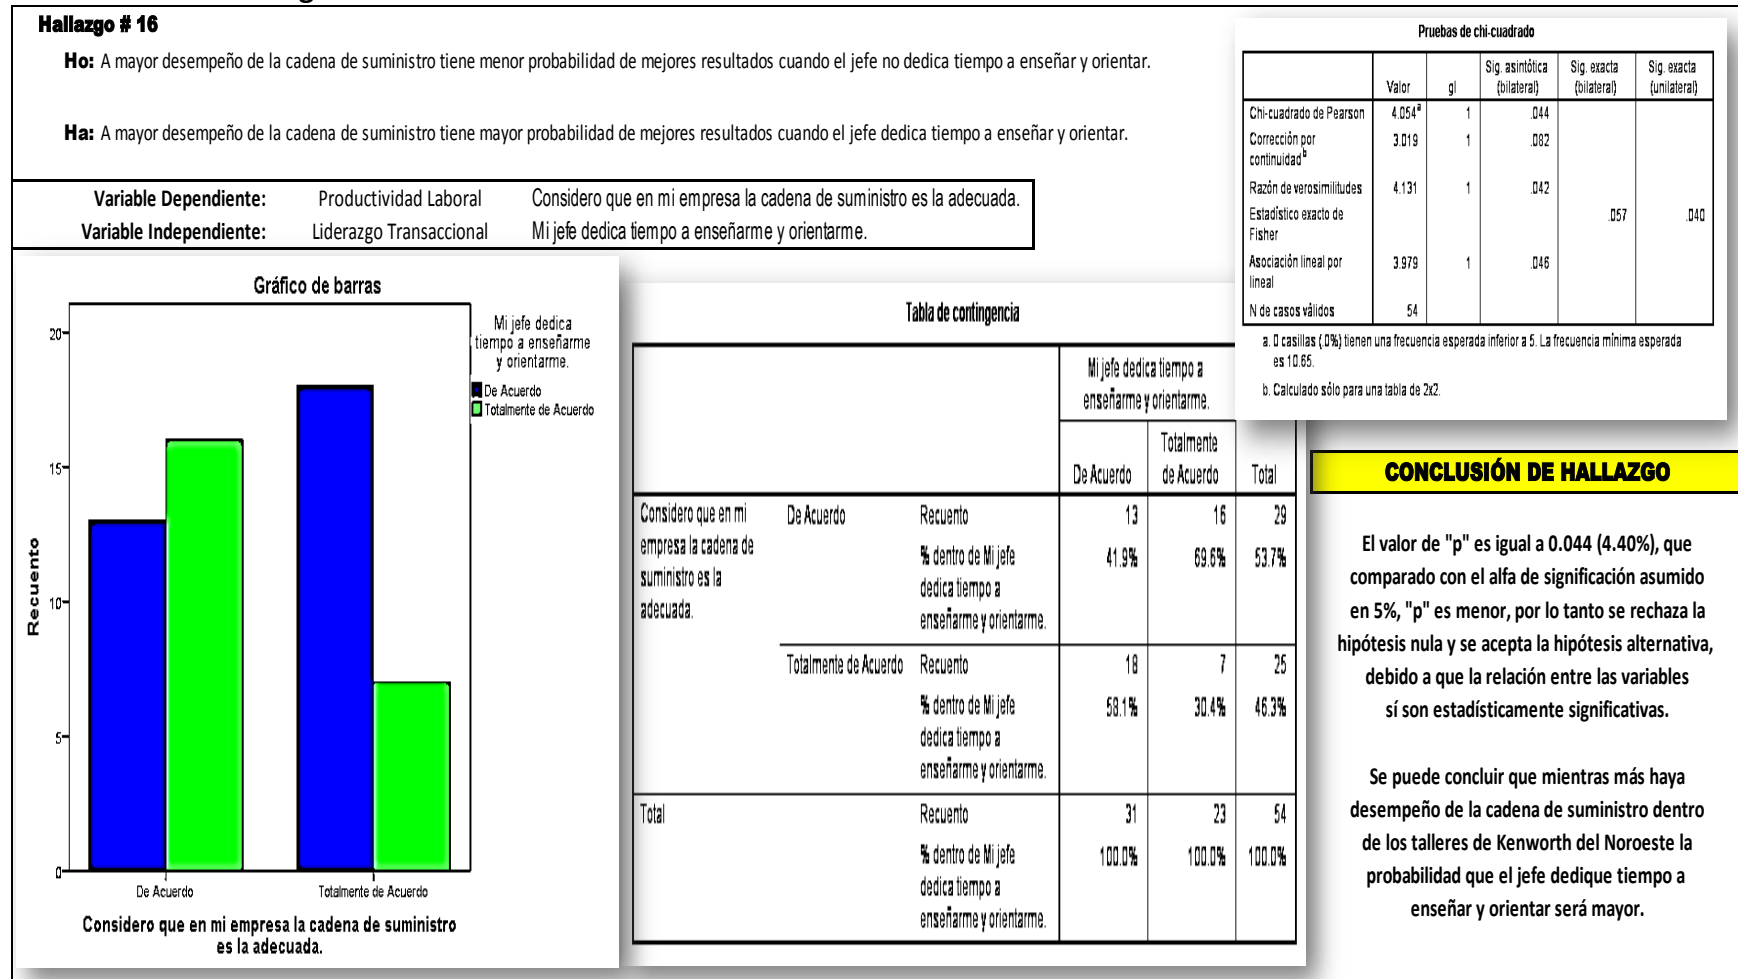 Hallazgo # 16
Ho: A mayor desempeño de la cadena de suministro tiene menor probabilidad de mejores resultados cuando el jefe no dedica tiempo a enseñar y orientar.
Ha: A mayor desempeño de la cadena de suministro tiene mayor probabilidad de mejores resultados cuando el jefe dedica tiempo a enseñar y orientar.
Variable Dependiente: Productividad Laboral Considero que en mi empresa la cadena de suministro es la adecuada.
Variable Independiente: Liderazgo Transaccional Mi jefe dedica tiempo a enseñarme y orientarme.
Pruebas de chi-cuadrado
Valor gl Sig. asintótica (bilateral) Sig. exacta (bilateral) Sig. exacta (unilateral)
Chi-cuadrado de Pearson 4.054a 1 .044
Corrección por continuidadb 3.019 1 .082
Razón de verosimilitudes 4.131 1 .042
Estadístico exacto de Fisher .057 .040
Asociación lineal por lineal 3.979 1 .046
N de casos válidos 54
a. 0 casillas (.0%) tienen una frecuencia esperada inferior a 5. La frecuencia mínima esperada
es 10.65.
b. Calculado sólo para una tabla de 2x2.
Gráfico de barras
Mi jefe dedica
tiempo a enseñarme
y orientarme.
De Acuerdo
Totalmente de Acuerdo
Recuento
20
15
10
5
0
De Acuerdo Totalmente de Acuerdo
Considero que en mi empresa la cadena de suministro
es la adecuada.
Tabla de contingencia
Mi jefe dedica tiempo a
enseñarme y orientarme.
De Acuerdo Totalmente de Acuerdo Total
Considero que en mi empresa la cadena de suministro es la adecuada. De Acuerdo Recuento 13 16 29
% dentro de Mi jefe dedica tiempo a enseñarme y orientarme. 41.9% 69.6% 53.7%
Totalmente de Acuerdo Recuento 18 7 25
% dentro de Mi jefe dedica tiempo a enseñarme y orientarme. 58.1% 30.4% 46.3%
Total Recuento 31 23 54
% dentro de Mi jefe dedica tiempo a enseñarme y orientarme. 100.0% 100.0% 100.0%
CONCLUSIÓN DE HALLAZGO
El valor de "p" es igual a 0.044 (4.40%), que
comparado con el alfa de significación asumido
en 5%, "p" es menor, por lo tanto se rechaza la
hipótesis nula y se acepta la hipótesis alternativa,
debido a que la relación entre las variables
sí son estadísticamente significativas.
Se puede concluir que mientras más haya
desempeño de la cadena de suministro dentro
de los talleres de Kenworth del Noroeste la
probabilidad que el jefe dedique tiempo a
enseñar y orientar será mayor.